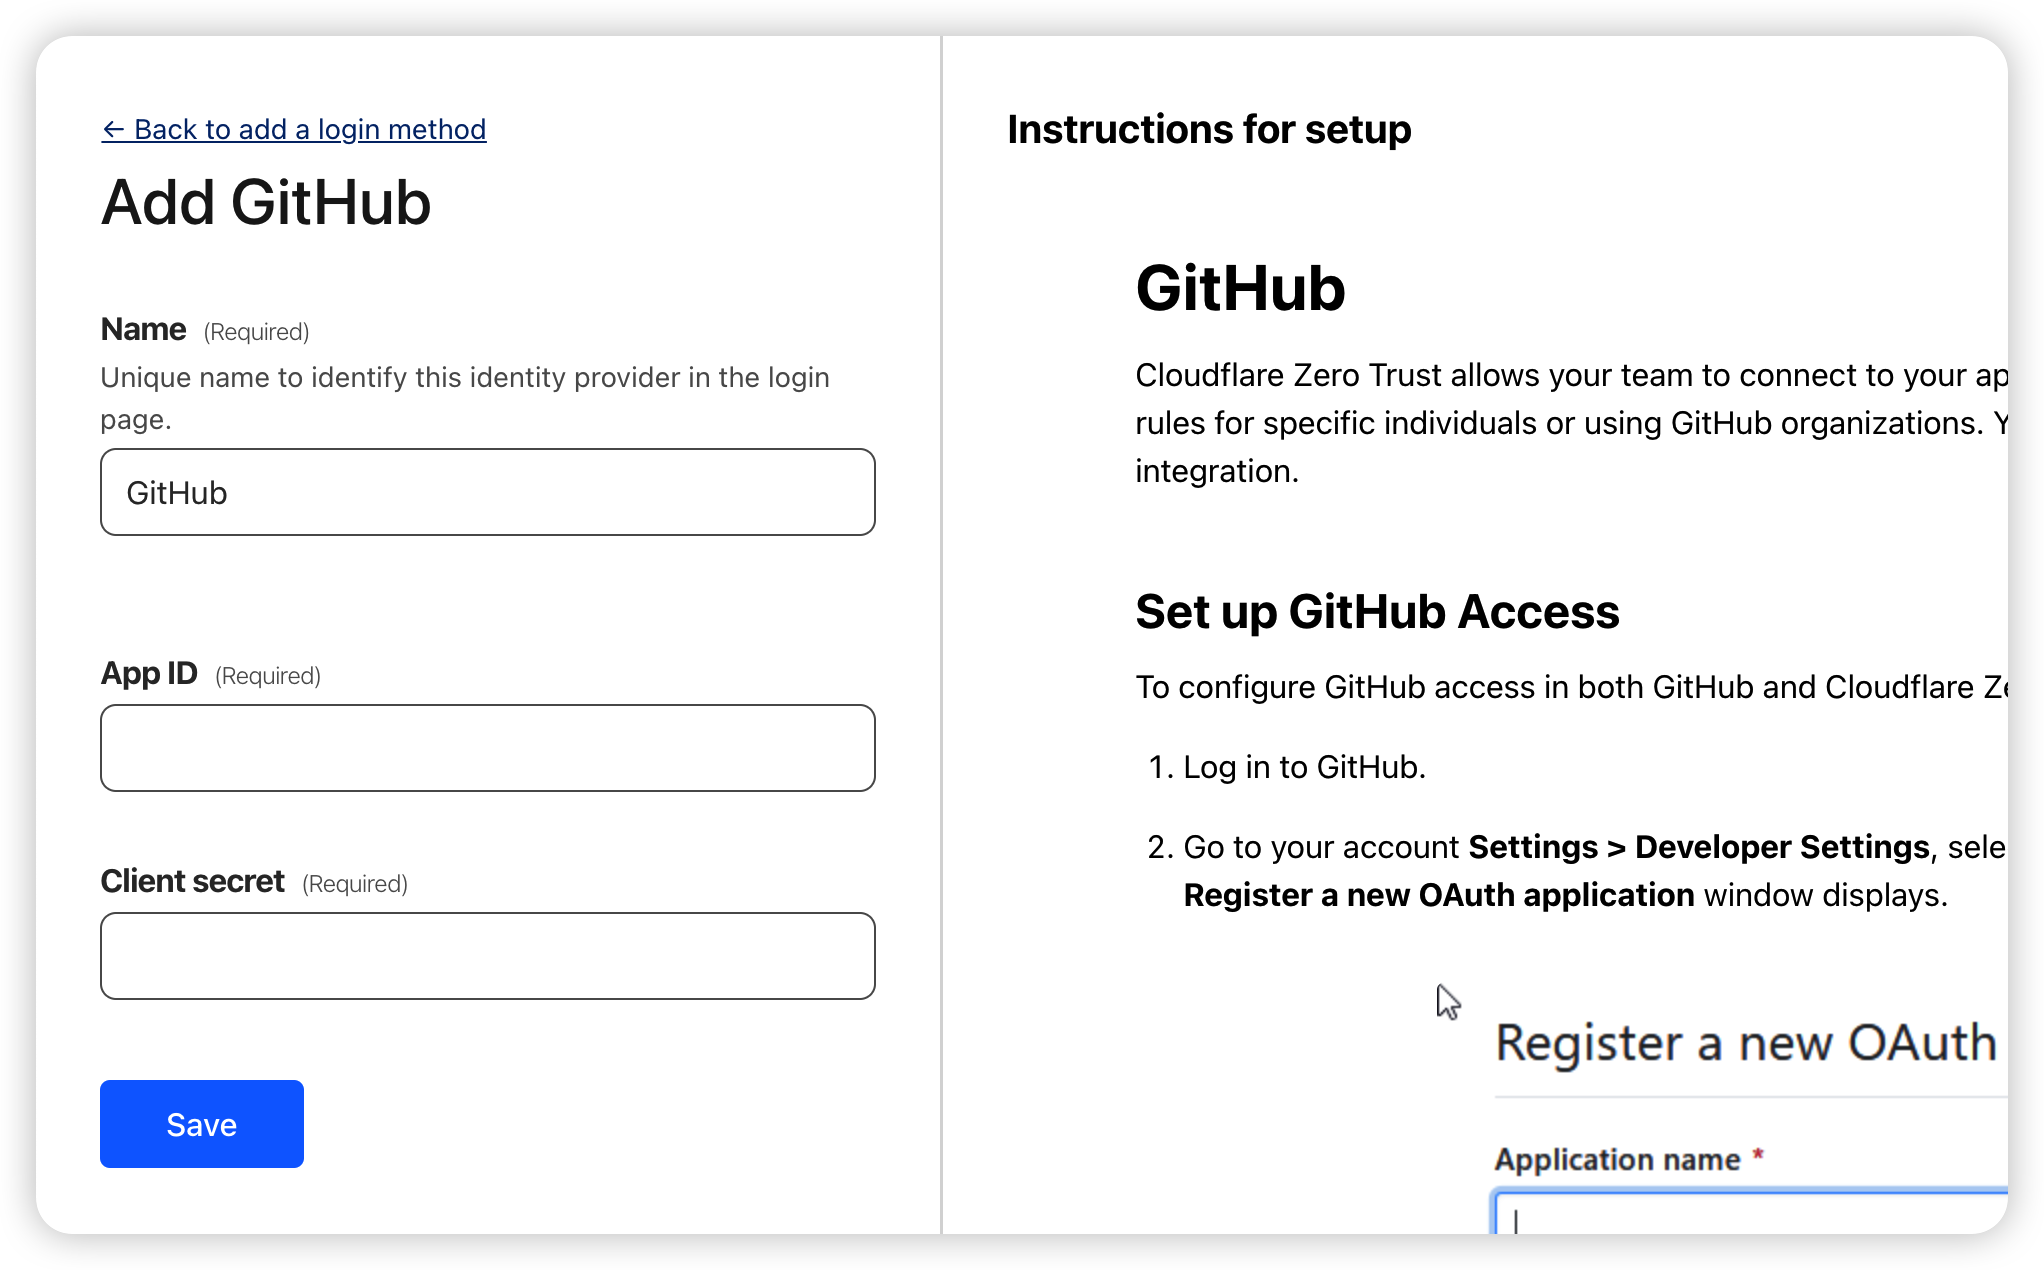 ← Back to add a login method
Add GitHub
Name (Required)
Unique name to identify this identity provider in the login
page.
GitHub
App ID (Required)
Client secret (Required)
Save
Instructions for setup
GitHub
Cloudflare Zero Trust allows your team to connect to your ap
rules for specific individuals or using GitHub organizations. Y
integration.
Set up GitHub Access
To configure GitHub access in both GitHub and Cloudflare Ze
1. Log in to GitHub.
2. Go to your account Settings > Developer Settings, sele
Register a new OAuth application window displays.
Register a new OAuth
Application name *